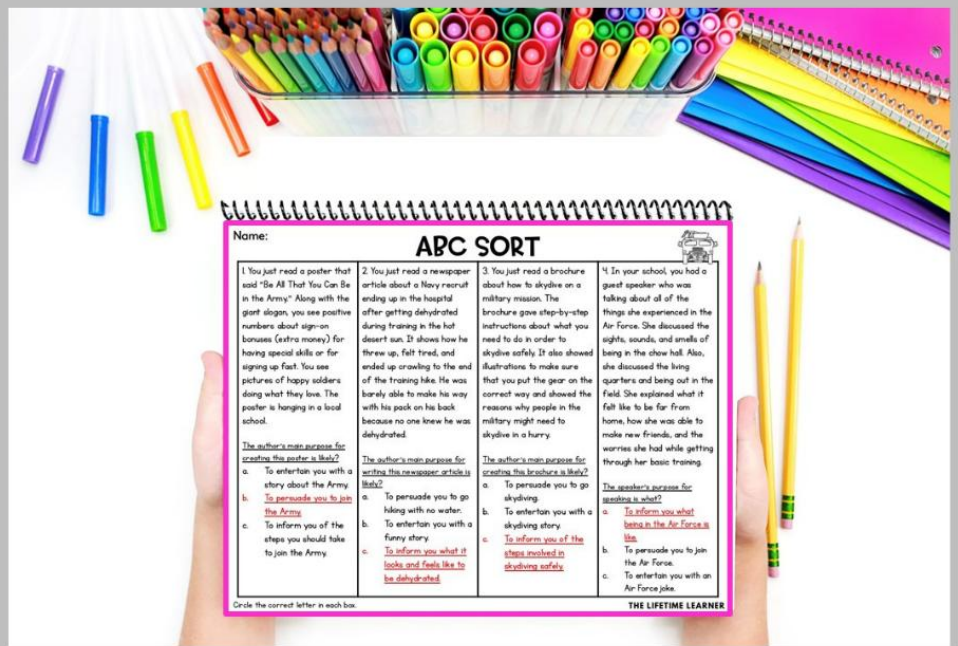 Name:
ABC SORT
1. You just read a poster that
said "Be All That You Can Be
in the Army." Along with the
giant slogan, you see positive
numbers about sign-on
bonuses (extra money) for
having special skills or for
signing up fast. You see
pictures of happy soldiers
doing what they love. The
poster is hanging in a local
school.
The author's main purpose for
creating this poster is likely?
a. To entertain you with a
story about the Army.
b. To persuade you to join
the Army.
c. To inform you of the
steps you should take
to join the Army.
2. You just read a newspaper
article about a Navy recruit
ending up in the hospital
after getting dehydrated
during training in the hot
desert sun. It shows how he
threw up, felt tired, and
ended up crawling to the end
of the training hike. He was
barely able to make his way
with his pack on his back
because no one knew he was
dehydrated.
The author's main purpose for
writing this newspaper article is
likely?
a. To persuade you to go
hiking with no water.
b. To entertain you with a
funny story.
c. To inform you what it
looks and feels like to
be dehydrated.
3. You just read a brochure
about how to skydive on a
military mission. The
brochure gave step-by-step
instructions about what you
need to do in order to
skydive safely. It also showed
illustrations to make sure
that you put the gear on the
correct way and showed the
reasons why people in the
military might need to
skydive in a hurry.
The author's main purpose for
creating this brochure is likely?
a. To persuade you to go
skydiving.
b. To entertain you with a
skydiving story.
c. To inform you of the
steps involved in
skydiving safely.
4. In your school, you had a
guest speaker who was
talking about all of the
things she experienced in the
Air Force. She discussed the
sights, sounds, and smells of
being in the chow hall. Also,
she discussed the living
quarters and being out in the
field. She explained what it
felt like to be far from
home, how she was able to
make new friends, and the
worries she had while getting
through her basic training.
The speaker's purpose for
speaking is what?
a. To inform you what
being in the Air Force is
like.
b. To persuade you to join
the Air Force.
c. To entertain you with an
Air Force joke.
Circle the correct letter in each box.
THE LIFETIME LEARNER